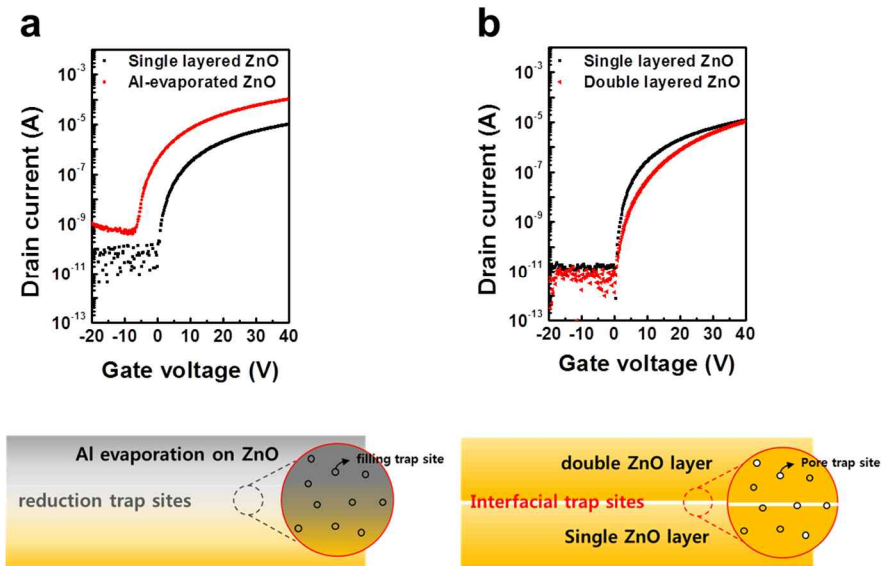 a
Single layered ZnO
Al-evaporated ZnO
Drain current (A)
10-3
10-5
10-7
10-9
10-11
10-13
-20 -10 0 10 20 30 40
Gate voltage (V)
b
Single layered ZnO
Double layered ZnO
Drain current (A)
10-3
10-5
10-7
10-9
10-11
10-13
-20 -10 0 10 20 30 40
Gate voltage (V)
Al evaporation on ZnO
filling trap site
reduction trap sites
double ZnO layer
Pore trap site
Interfacial trap sites
Single ZnO layer